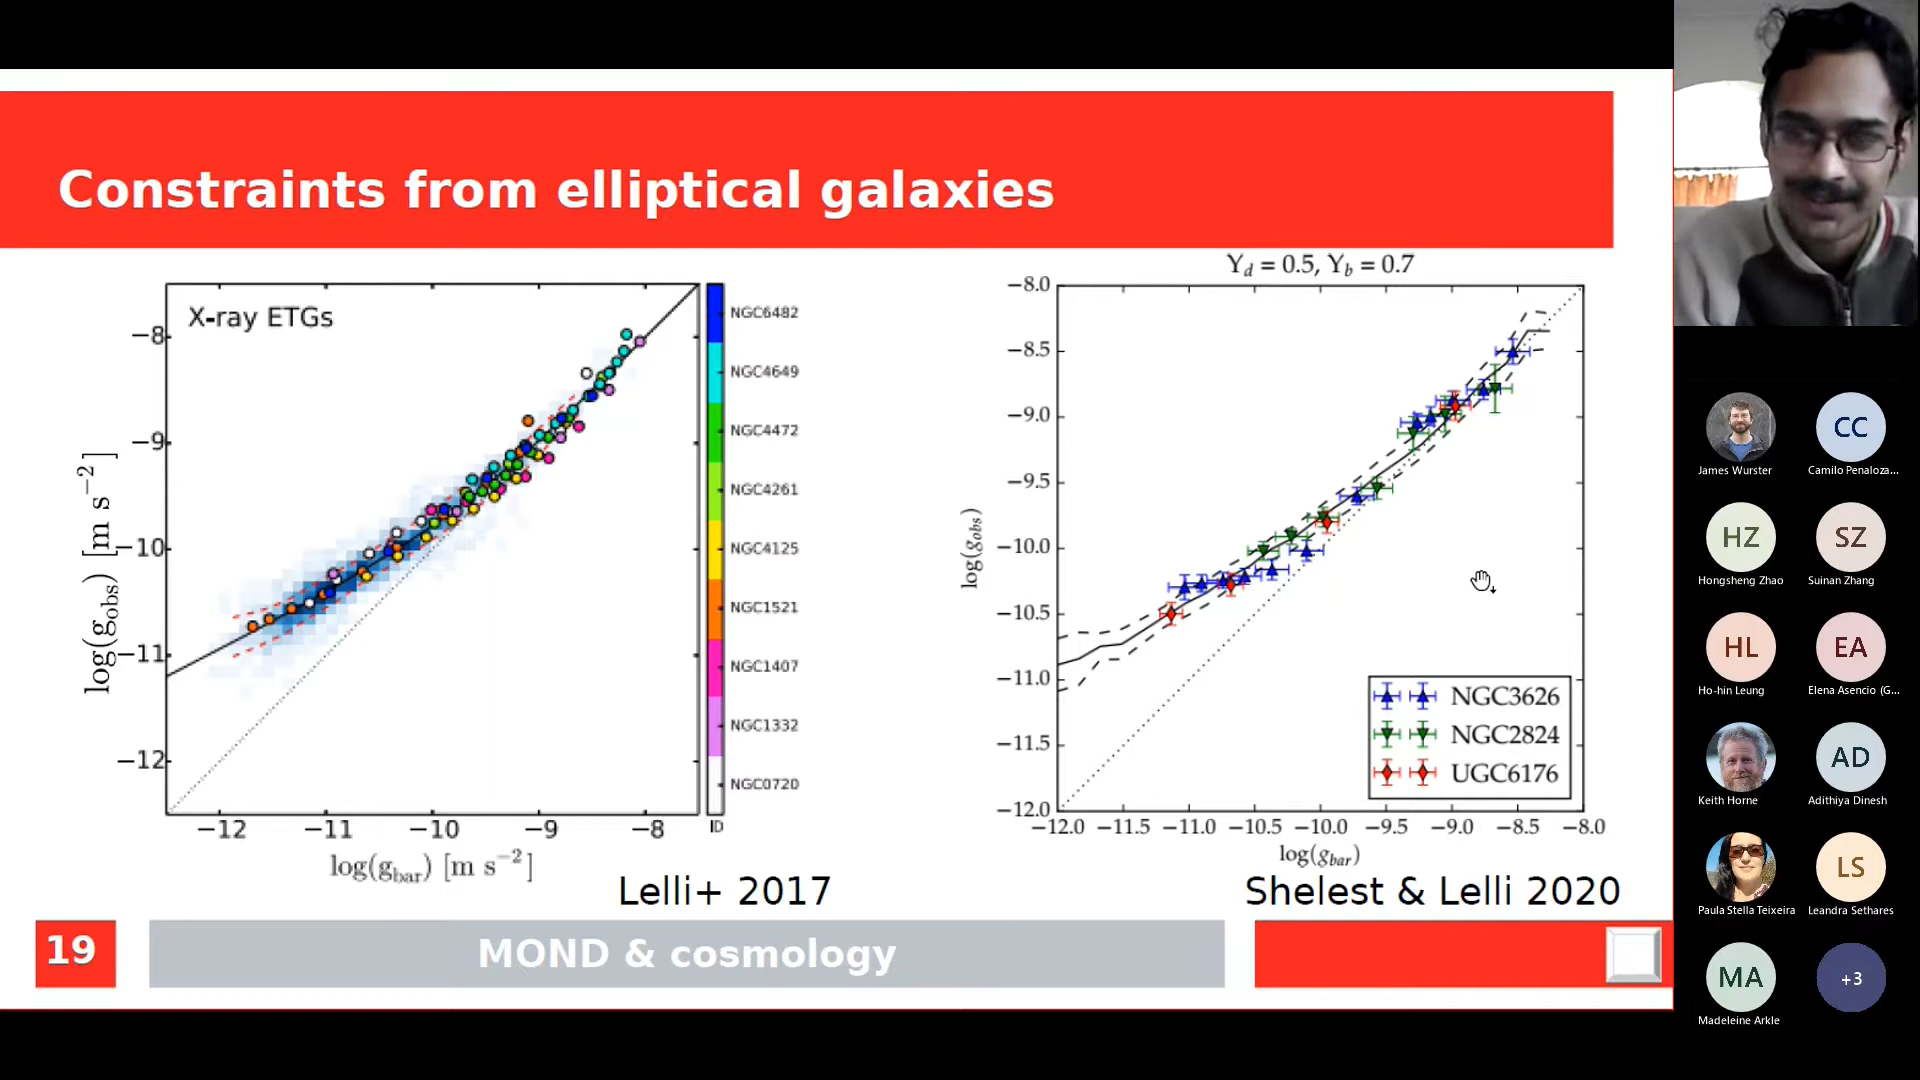 Constraints from elliptical galaxies
X-ray ETGs
−8
−9
−10
−11
−12
log(g_obs) [m s⁻²]
−12 −11 −10 −9 −8
log(g_bar) [m s⁻²]
NGC6482
NGC4649
NGC4472
NGC4261
NGC4125
NGC1521
NGC1407
NGC1332
NGC0720
ID
Lelli+ 2017
Y_d = 0.5, Y_b = 0.7
−8.0
−8.5
−9.0
−9.5
−10.0
−10.5
−11.0
−11.5
−12.0
log(g_obs)
NGC3626
NGC2824
UGC6176
−12.0 −11.5 −11.0 −10.5 −10.0 −9.5 −9.0 −8.5 −8.0
log(g_bar)
Shelest & Lelli 2020
19
MOND & cosmology
CC
James Wurster
Camilo Penaloza...
HZ
SZ
Hongsheng Zhao
Suinan Zhang
HL
EA
Ho-hin Leung
Elena Asencio (G...
AD
Keith Horne
Adithiya Dinesh
LS
Paula Stella Teixeira
Leandra Sethares
MA
+3
Madeleine Arkle